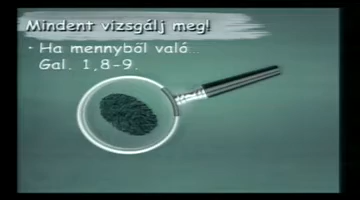 Mindent vizsgálj meg!
· Ha mennyből való...
Gal. 1,8-9.